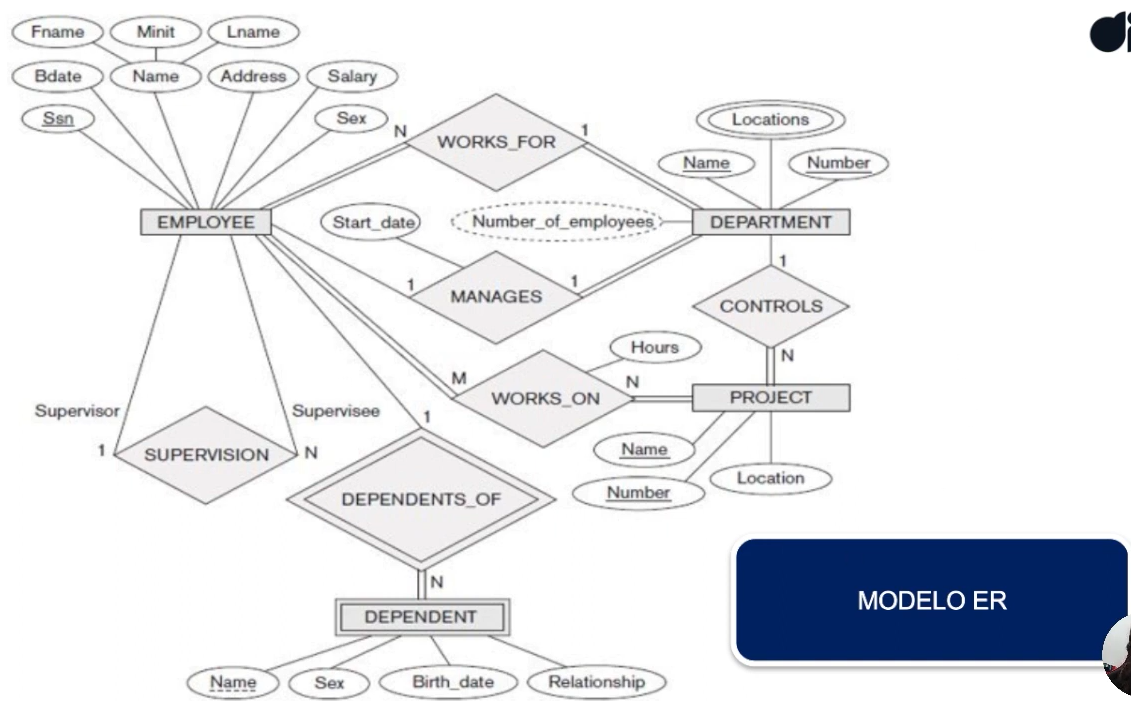 Fname
Minit
Lname
Bdate
Name
Address
Salary
Ssn
Sex
N
WORKS_FOR
1
Locations
Name
Number
EMPLOYEE
Start_date
Number_of_employees
DEPARTMENT
1
MANAGES
1
1
CONTROLS
N
Hours
M
WORKS_ON
N
PROJECT
Supervisor
Supervisee
1
SUPERVISION
N
1
Name
Number
Location
DEPENDENTS_OF
N
DEPENDENT
Name
Sex
Birth_date
Relationship
MODELO ER